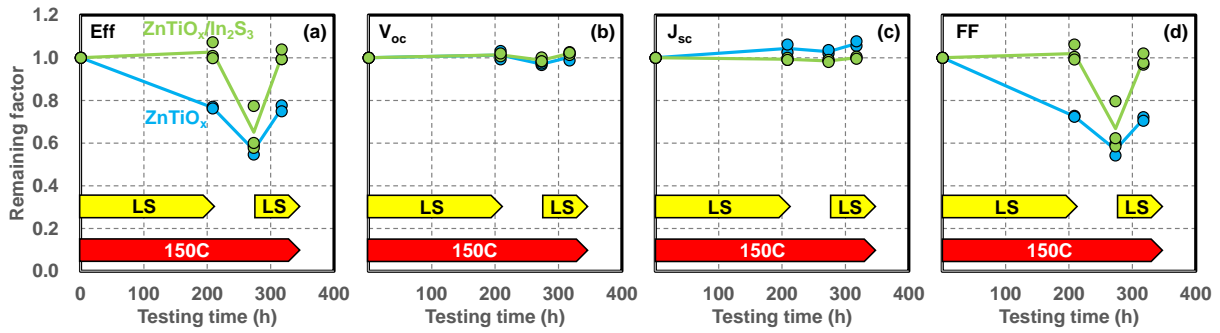 Eff
ZnTiOₓ/In₂S₃
(a)
V_oc
(b)
J_sc
(c)
FF
(d)
1.2
1.0
0.8
0.6
0.4
0.2
0.0
Remaining factor
ZnTiOₓ
LS
LS
150C
LS
LS
150C
LS
LS
150C
LS
LS
150C
0 100 200 300 400
100 200 300 400
100 200 300 400
100 200 300 400
Testing time (h)
Testing time (h)
Testing time (h)
Testing time (h)